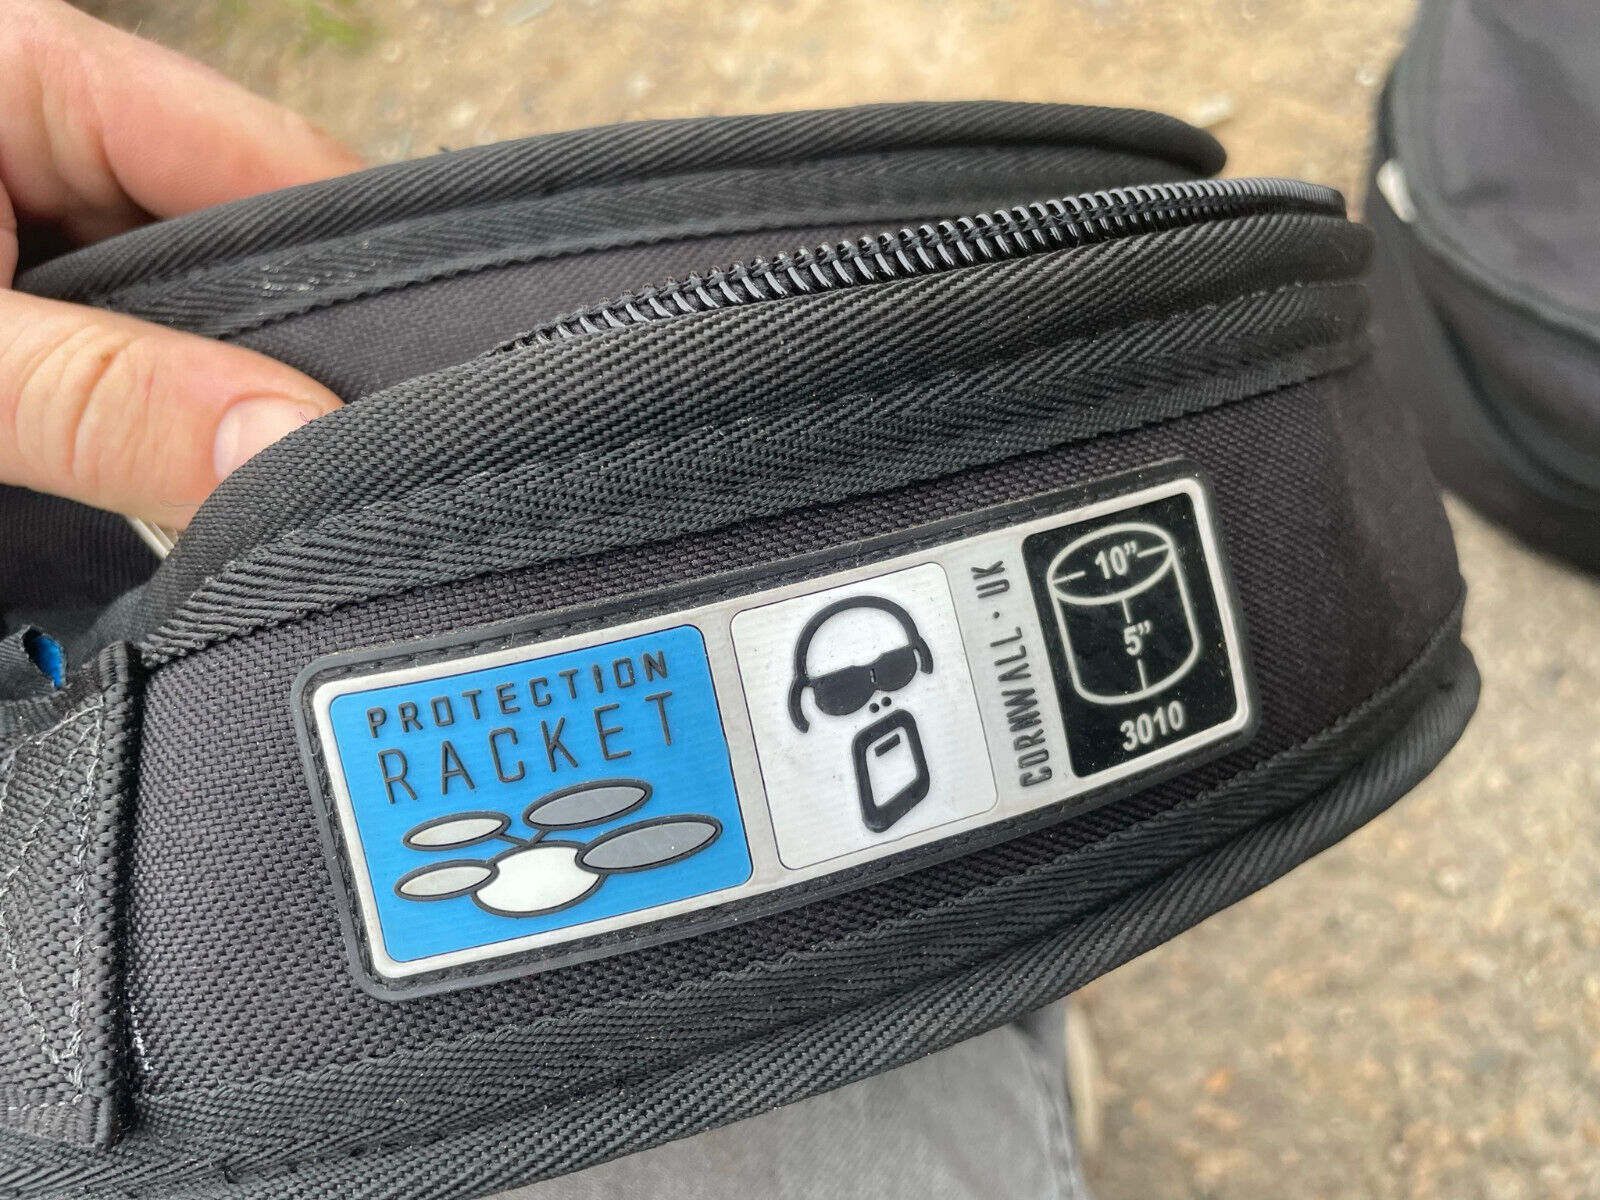 PROTECTION
RACKET
CORNWALL · UK
10”
5”
3010